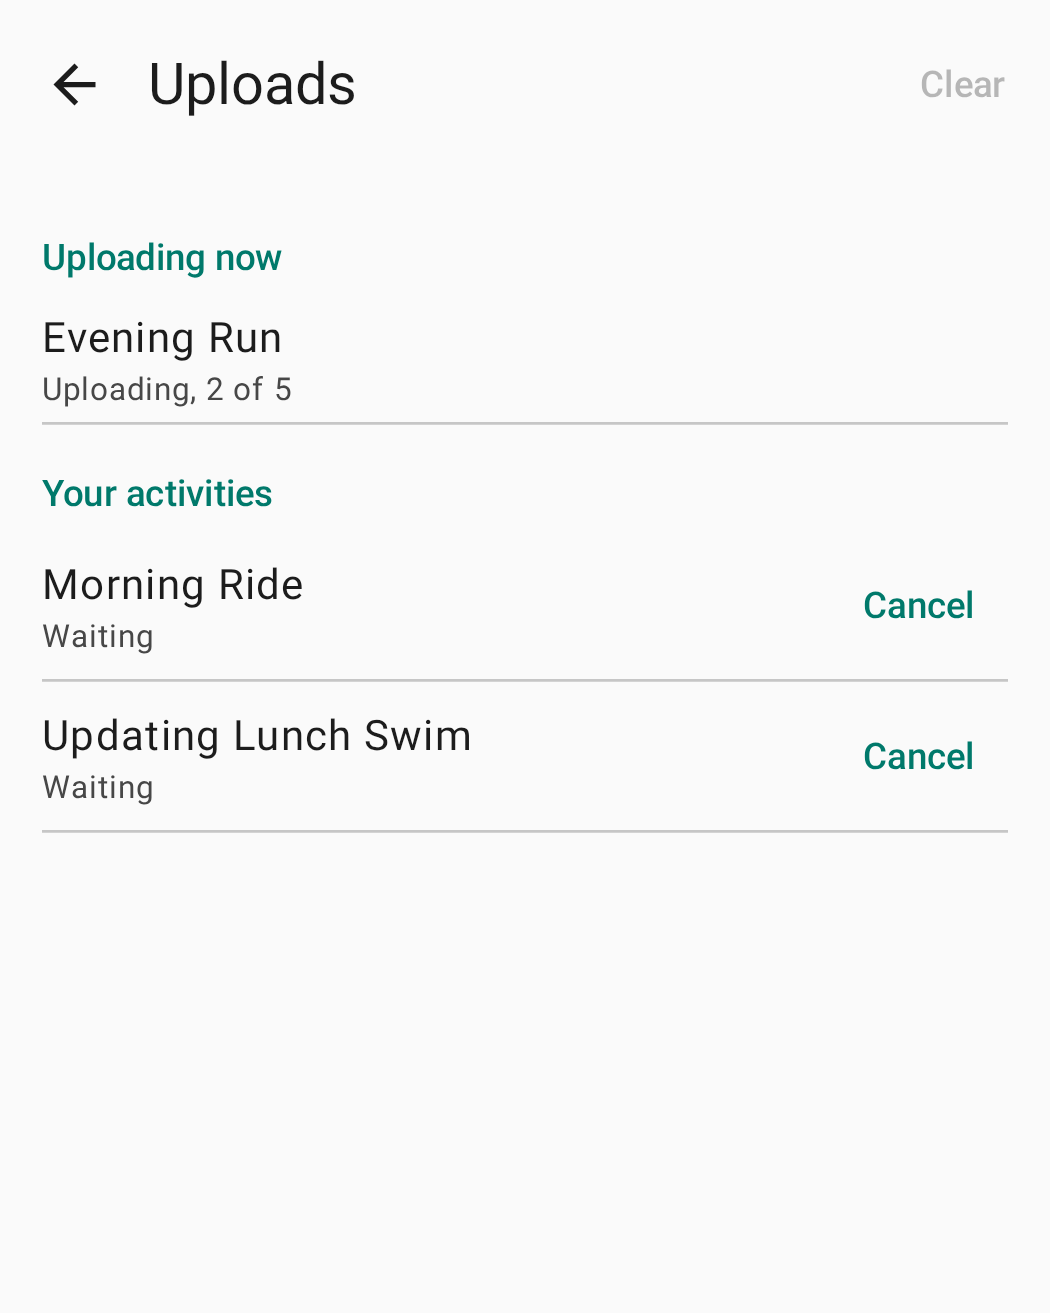 Uploads
Clear
Uploading now
Evening Run
Uploading, 2 of 5
Your activities
Morning Ride
Waiting
Cancel
Updating Lunch Swim
Waiting
Cancel